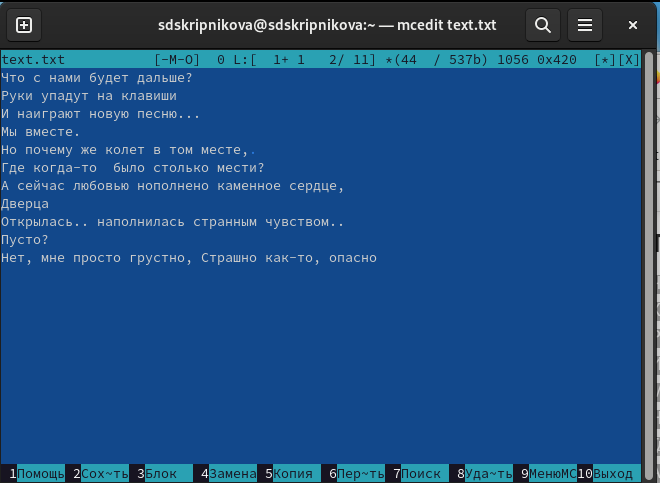 sdskripnikova@sdskripnikova:~ — mcedit text.txt
text.txt [-M-O] 0 L:[ 1+ 1 2/ 11] *(44 / 537b) 1056 0x420 [*][X]
Что с нами будет дальше?
Руки упадут на клавиши
И наиграют новую песню...
Мы вместе.
Но почему же колет в том месте,.
Где когда-то было столько мести?
А сейчас любовью нополнено каменное сердце,
Дверца
Открылась.. наполнилась странным чувством..
Пусто?
Нет, мне просто грустно, Страшно как-то, опасно
1Помощь 2Сох~ть 3Блок 4Замена 5Копия 6Пер~ть 7Поиск 8Уда~ть 9МенюMC 10Выход